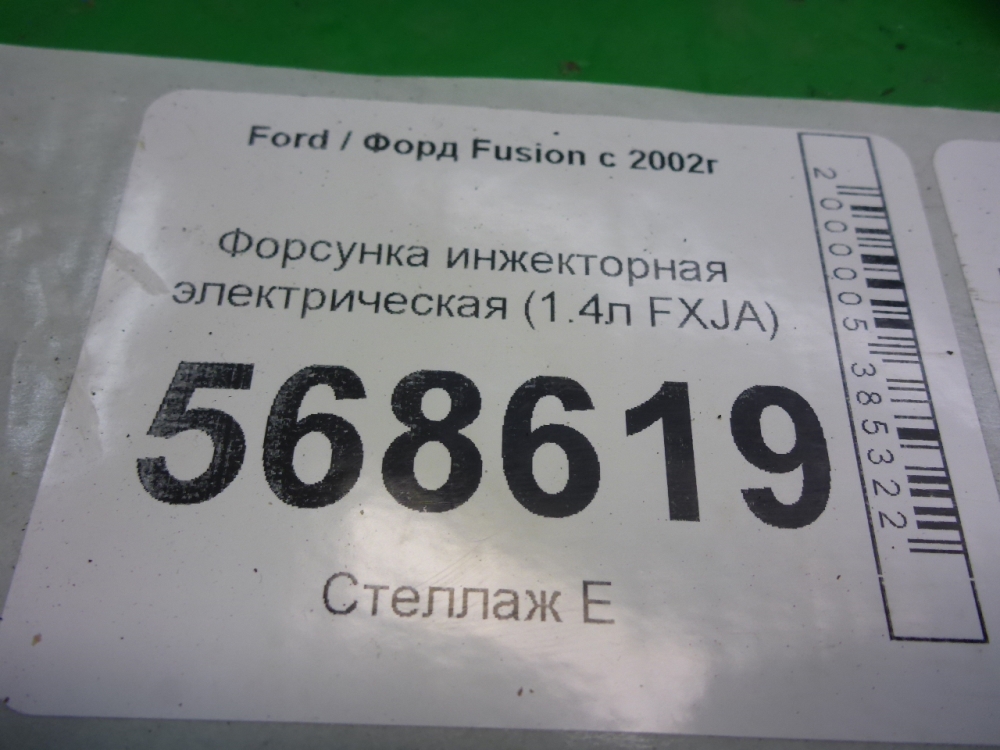 Ford / Форд Fusion с 2002г
Форсунка инжекторная
электрическая (1.4л FXJA)
568619
Стеллаж Е
2000005385322